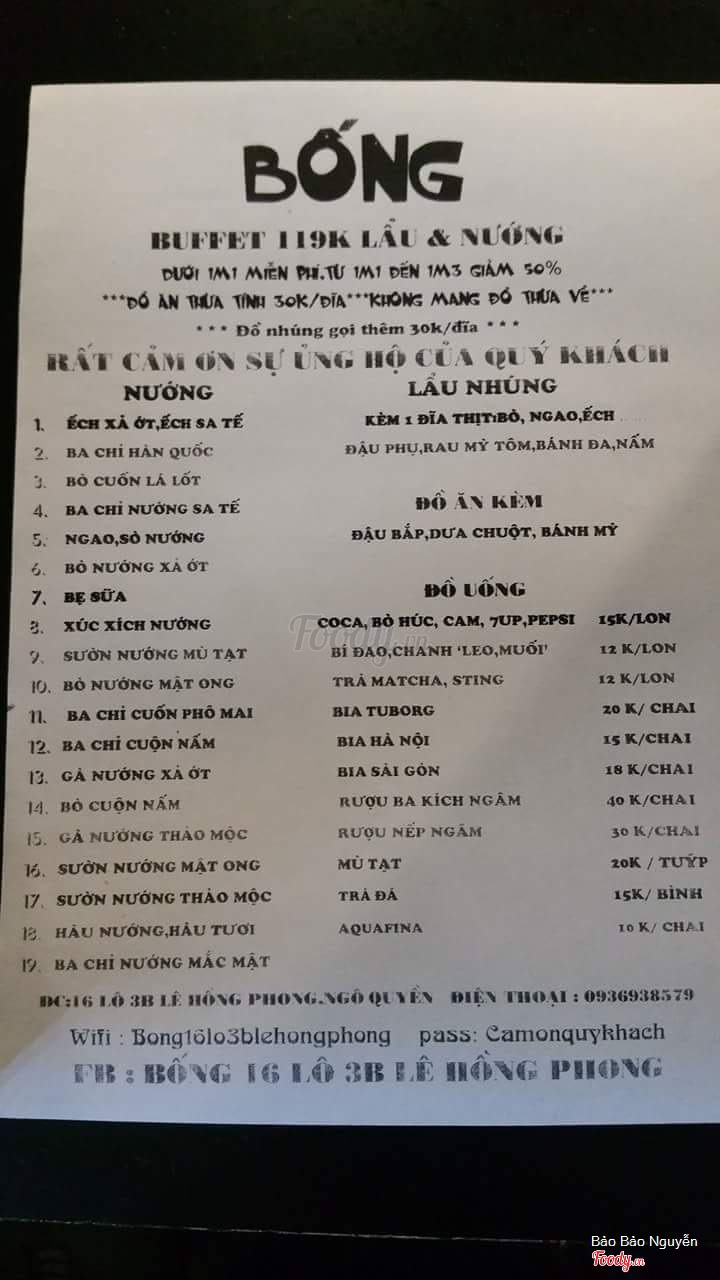 BỐNG
BUFFET 119K LẨU & NƯỚNG
DƯỚI 1M1 MIỄN PHÍ.TỪ 1M1 ĐẾN 1M3 GIẢM 50%
***ĐỒ ĂN THỪA TÍNH 30K/ĐĨA***KHÔNG MANG ĐỒ THỪA VỀ***
*** Đồ nhúng gọi thêm 30k/đĩa ***
RẤT CẢM ƠN SỰ ỦNG HỘ CỦA QUÝ KHÁCH
NƯỚNG
1. ẾCH XẢ ỚT,ẾCH SA TẾ
2. BA CHỈ HÀN QUỐC
3. BÒ CUỐN LÁ LỐT
4. BA CHỈ NƯỚNG SA TẾ
5. NGAO,SÒ NƯỚNG
6. BÒ NƯỚNG XẢ ỚT
7. BẸ SỮA
8. XÚC XÍCH NƯỚNG
9. SƯỜN NƯỚNG MÙ TẠT
10. BÒ NƯỚNG MẬT ONG
11. BA CHỈ CUỐN PHÔ MAI
12. BA CHỈ CUỘN NẤM
13. GÀ NƯỚNG XẢ ỚT
14. BÒ CUỘN NẤM
15. GÀ NƯỚNG THẢO MỘC
16. SƯỜN NƯỚNG MẬT ONG
17. SƯỜN NƯỚNG THẢO MỘC
18. HÀU NƯỚNG,HÀU TƯƠI
19. BA CHỈ NƯỚNG MẮC MẬT
LẨU NHÚNG
KÈM 1 ĐĨA THỊT:BÒ, NGAO,ẾCH
ĐẬU PHỤ,RAU MỲ TÔM,BÁNH ĐA,NẤM
ĐỒ ĂN KÈM
ĐẬU BẮP,DƯA CHUỘT, BÁNH MỲ
ĐỒ UỐNG
COCA, BÒ HÚC, CAM, 7UP,PEPSI 15K/LON
BÍ ĐAO,CHANH 'LEO,MUỐI' 12 K/LON
TRÀ MATCHA, STING 12 K/LON
BIA TUBORG 20 K/ CHAI
BIA HÀ NỘI 15 K/CHAI
BIA SÀI GÒN 18 K/CHAI
RƯỢU BA KÍCH NGÂM 40 K/CHAI
RƯỢU NẾP NGÂM 30 K/CHAI
MÙ TẠT 20K / TUÝP
TRÀ ĐÁ 15K/ BÌNH
AQUAFINA 10 K/ CHAI
ĐC:16 LÔ 3B LÊ HỒNG PHONG.NGÔ QUYỀN ĐIỆN THOẠI : 0936938579
Wifi : Bong16lo3blehongphong pass: Camonquykhach
FB : BỐNG 16 LÔ 3B LÊ HỒNG PHONG
Foody.vn
Bảo Bảo Nguyễn
Foody.vn